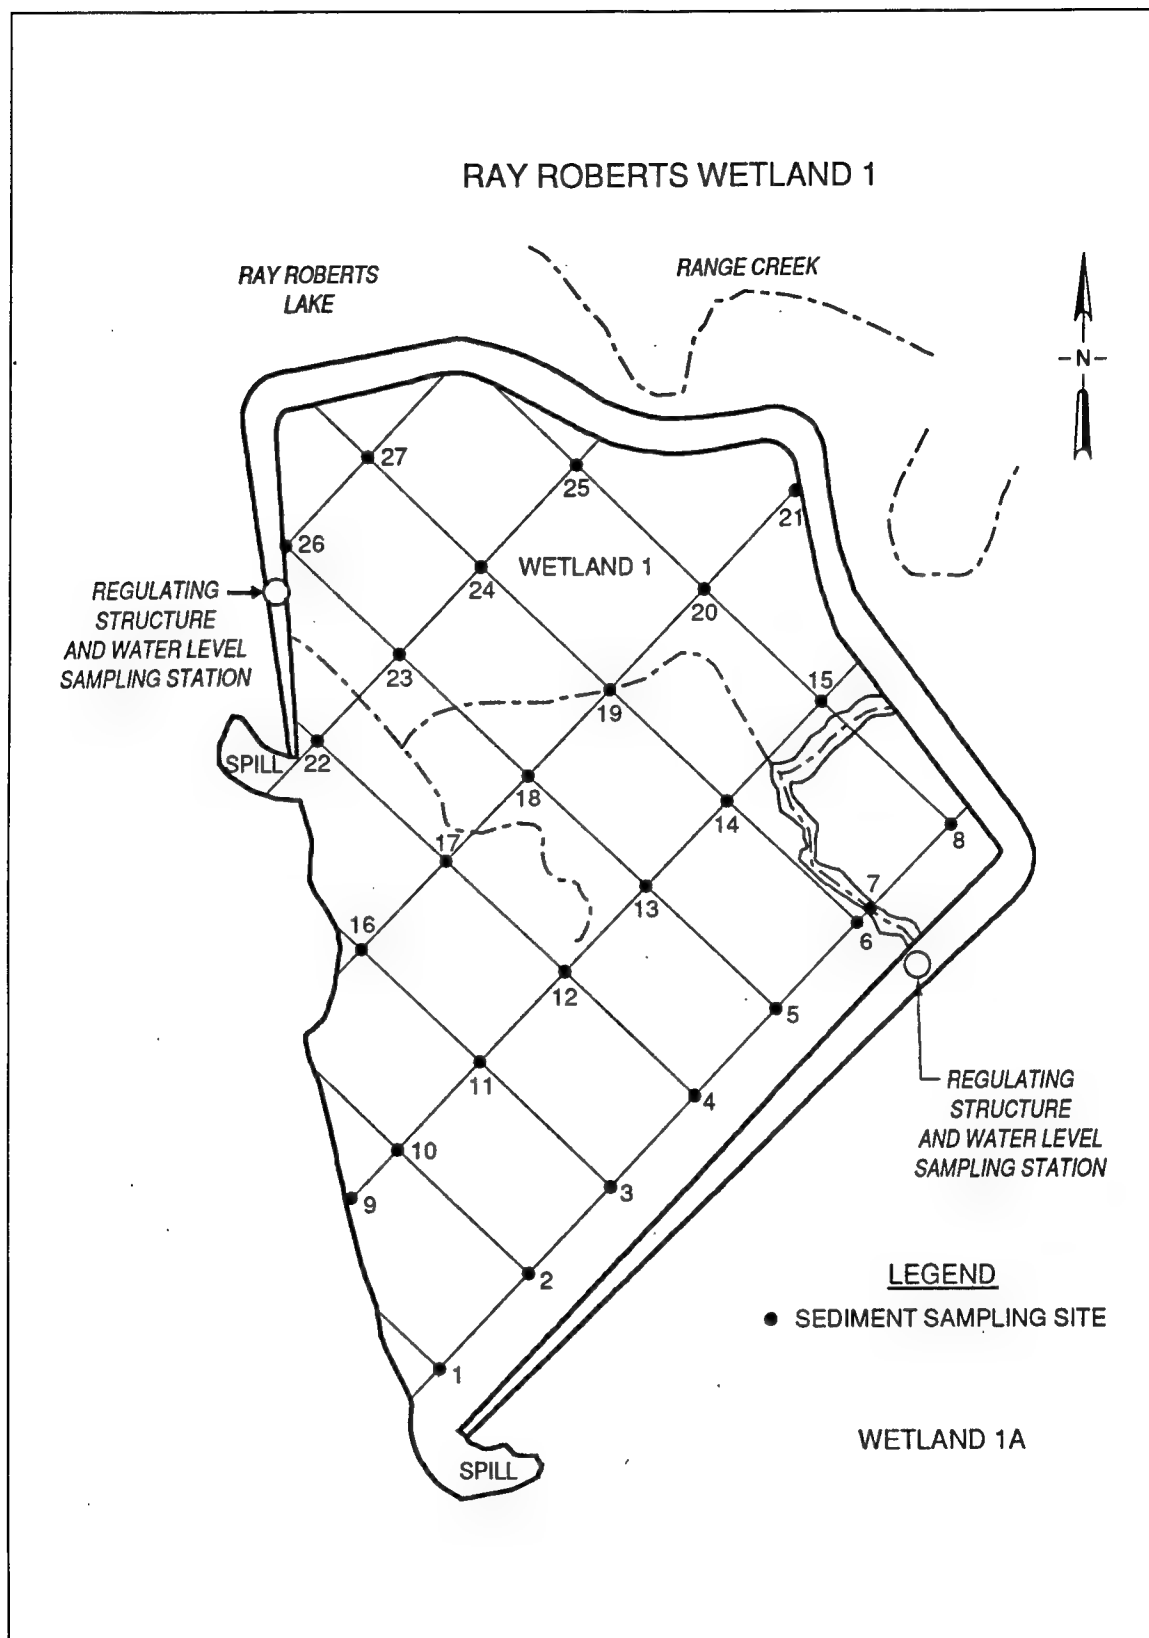 RAY ROBERTS WETLAND 1
RAY ROBERTS
LAKE
RANGE CREEK
N
27
25
21
26
WETLAND 1
24
20
REGULATING
STRUCTURE
AND WATER LEVEL
SAMPLING STATION
23
19
15
SPILL
22
18
14
8
17
13
7
6
16
12
5
11
4
REGULATING
STRUCTURE
AND WATER LEVEL
SAMPLING STATION
10
3
9
2
LEGEND
SEDIMENT SAMPLING SITE
1
WETLAND 1A
SPILL